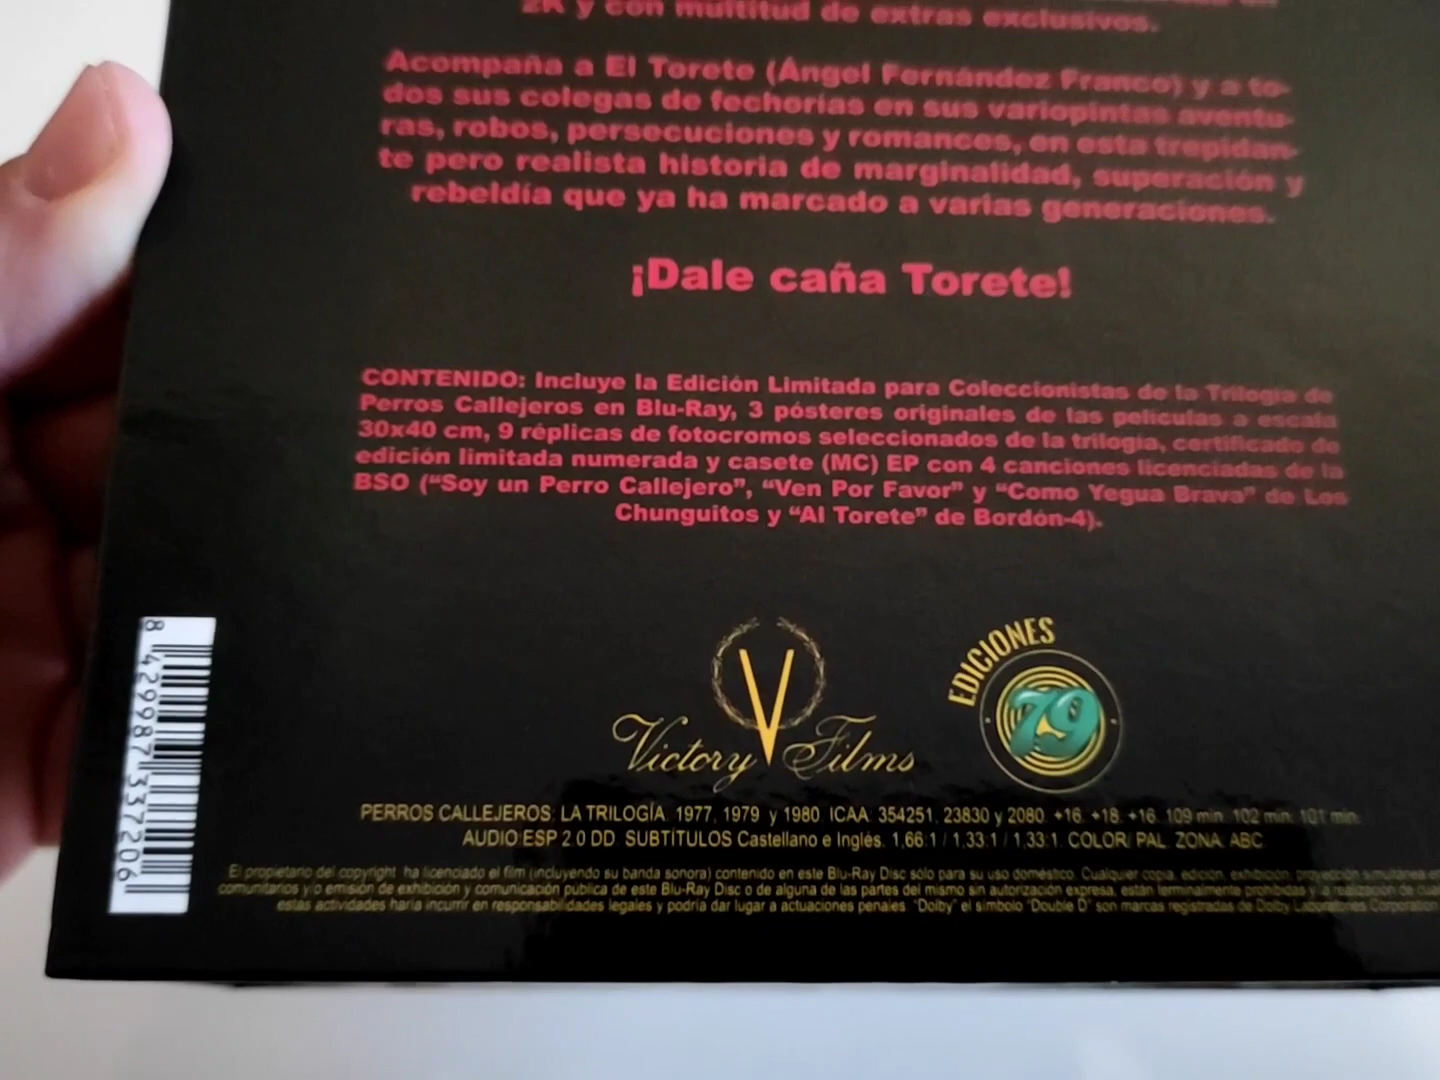 2K y con multitud de extras exclusivos.
Acompaña a El Torete (Ángel Fernández Franco) y a to-
dos sus colegas de fechorías en sus variopintas aventu-
ras, robos, persecuciones y romances, en esta trepidan-
te pero realista historia de marginalidad, superación y
rebeldía que ya ha marcado a varias generaciones.
¡Dale caña Torete!
CONTENIDO: Incluye la Edición Limitada para Coleccionistas de la Trilogía de
Perros Callejeros en Blu-Ray, 3 pósteres originales de las películas a escala
30x40 cm, 9 réplicas de fotocromos seleccionados de la trilogía, certificado de
edición limitada numerada y casete (MC) EP con 4 canciones licenciadas de la
BSO (“Soy un Perro Callejero”, “Ven Por Favor” y “Como Yegua Brava” de Los
Chunguitos y “Al Torete” de Bordón-4).
8 429987 337206
V
Victory Films
EDICIONES
79
PERROS CALLEJEROS: LA TRILOGÍA. 1977, 1979 y 1980. ICAA: 354251, 23830 y 2080. +16, +18, +16. 109 min. 102 min. 101 min.
AUDIO:ESP 2.0 DD. SUBTÍTULOS Castellano e Inglés. 1,66:1 / 1,33:1 / 1,33:1. COLOR/ PAL. ZONA: ABC
El propietario del copyright ha licenciado el film (incluyendo su banda sonora) contenido en este Blu-Ray Disc sólo para su uso doméstico. Cualquier copia, edición, exhibición,
comunitarios y/o emisión de exhibición y comunicación pública de este Blu-Ray Disc o de alguna de las partes del mismo sin autorización expresa, están terminalmente prohibidas y la realización de
estas actividades haría incurrir en responsabilidades legales y podría dar lugar a actuaciones penales. “Dolby” el símbolo “Double D” son marcas registradas de Dolby Laboratories Corporation